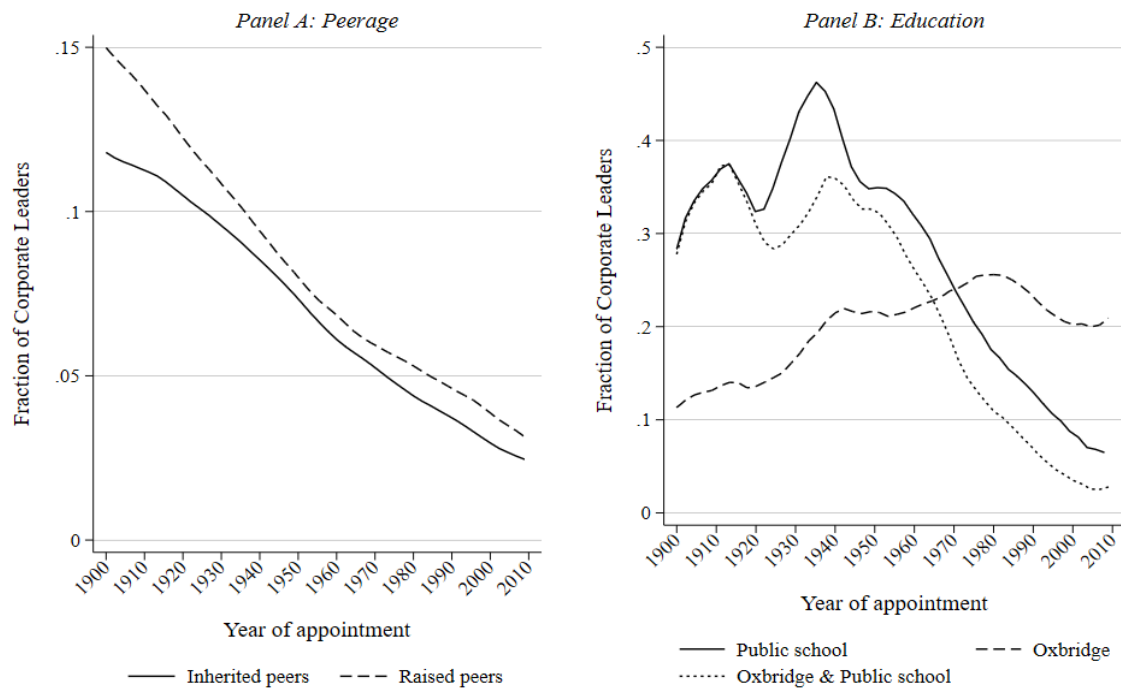 Panel A: Peerage
.15
.1
.05
0
Fraction of Corporate Leaders
1900 1910 1920 1930 1940 1950 1960 1970 1980 1990 2000 2010
Year of appointment
Inherited peers Raised peers
Panel B: Education
.5
.4
.3
.2
.1
0
Fraction of Corporate Leaders
1900 1910 1920 1930 1940 1950 1960 1970 1980 1990 2000 2010
Year of appointment
Public school Oxbridge
Oxbridge & Public school